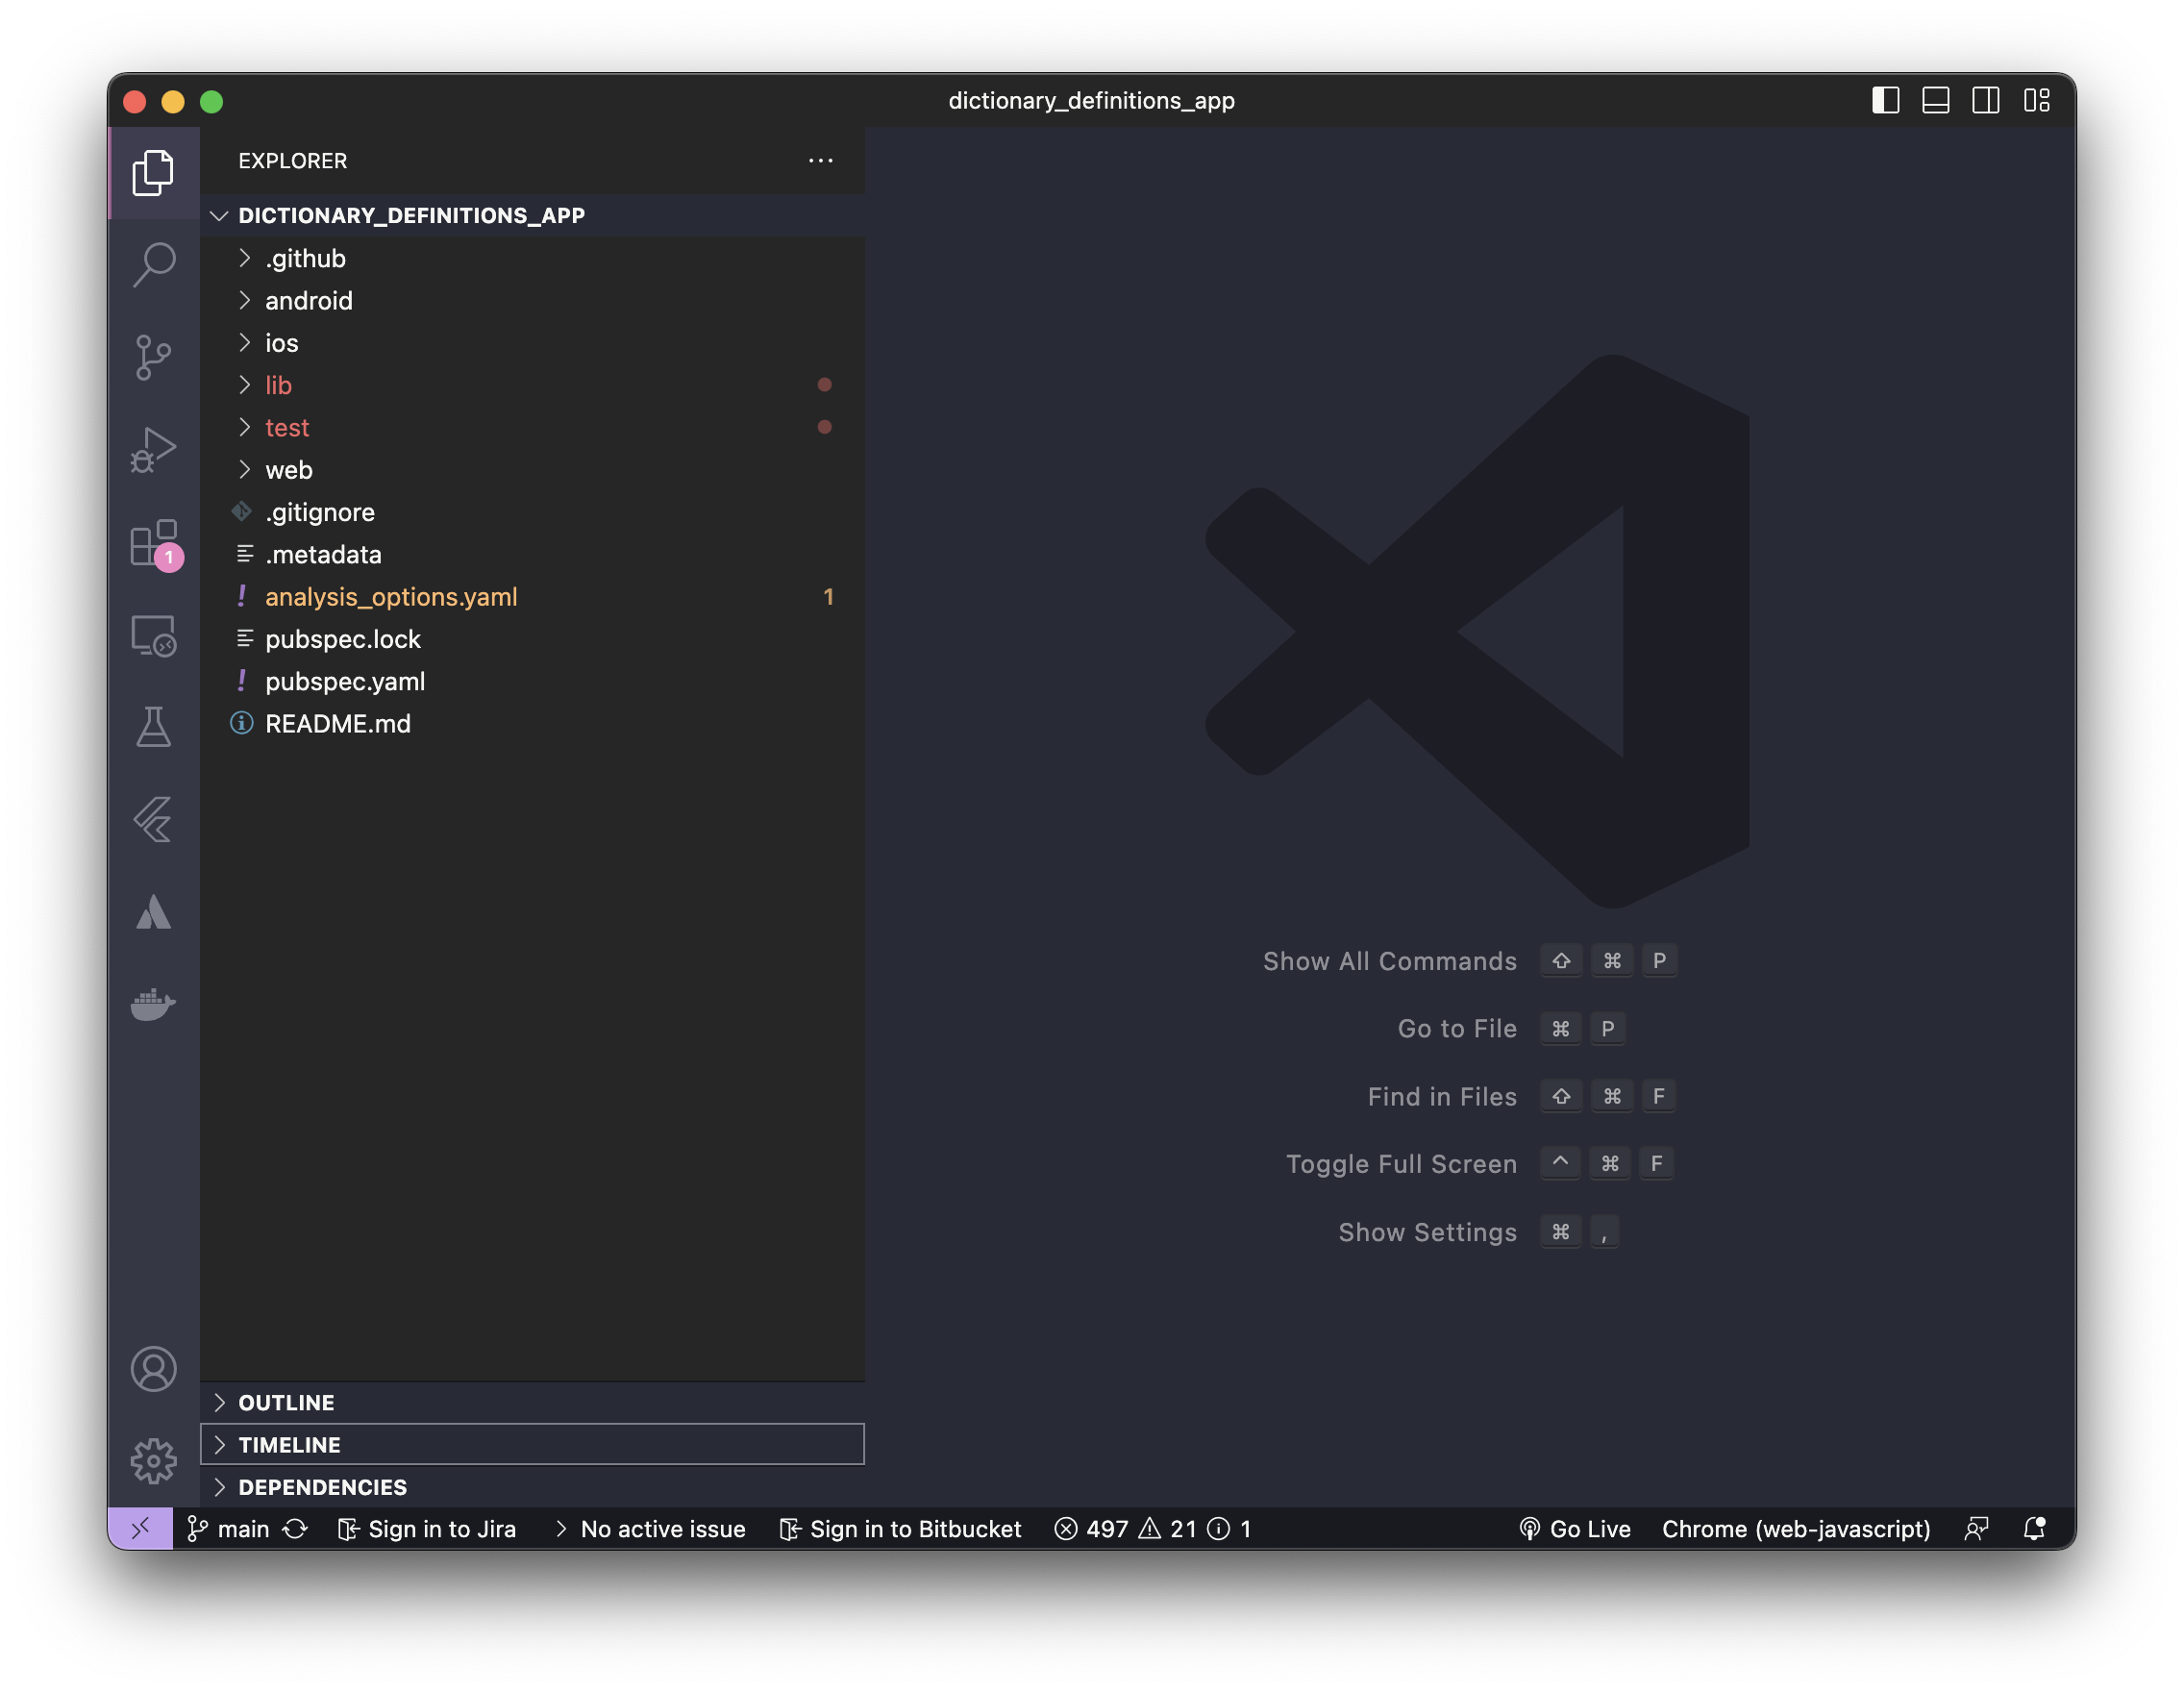 dictionary_definitions_app
EXPLORER
DICTIONARY_DEFINITIONS_APP
.github
android
ios
lib
test
web
.gitignore
.metadata
analysis_options.yaml 1
pubspec.lock
pubspec.yaml
README.md
1
OUTLINE
TIMELINE
DEPENDENCIES
Show All Commands ⇧ ⌘ P
Go to File ⌘ P
Find in Files ⇧ ⌘ F
Toggle Full Screen ^ ⌘ F
Show Settings ⌘ ,
main Sign in to Jira No active issue Sign in to Bitbucket 497 21 1 Go Live Chrome (web-javascript)